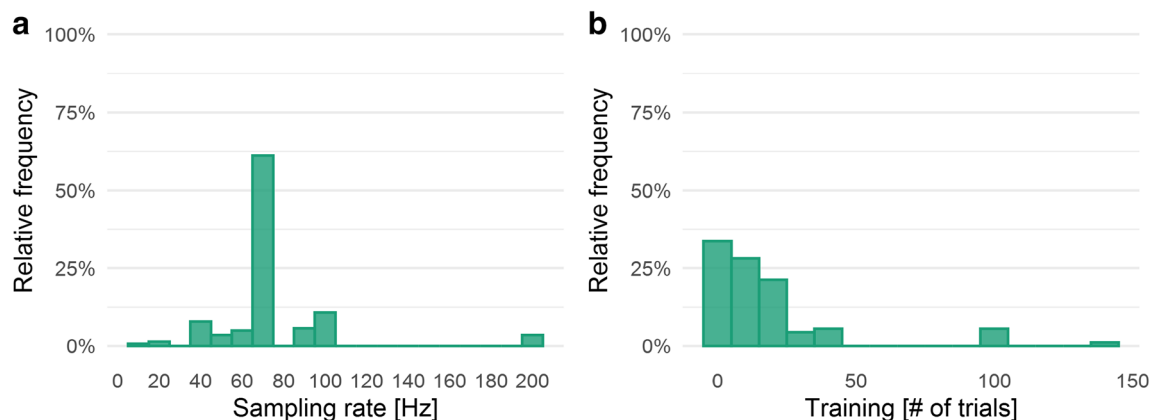 a
Relative frequency
100%
75%
50%
25%
0%
0 20 40 60 80 100 120 140 160 180 200
Sampling rate [Hz]
b
Relative frequency
100%
75%
50%
25%
0%
0 50 100 150
Training [# of trials]